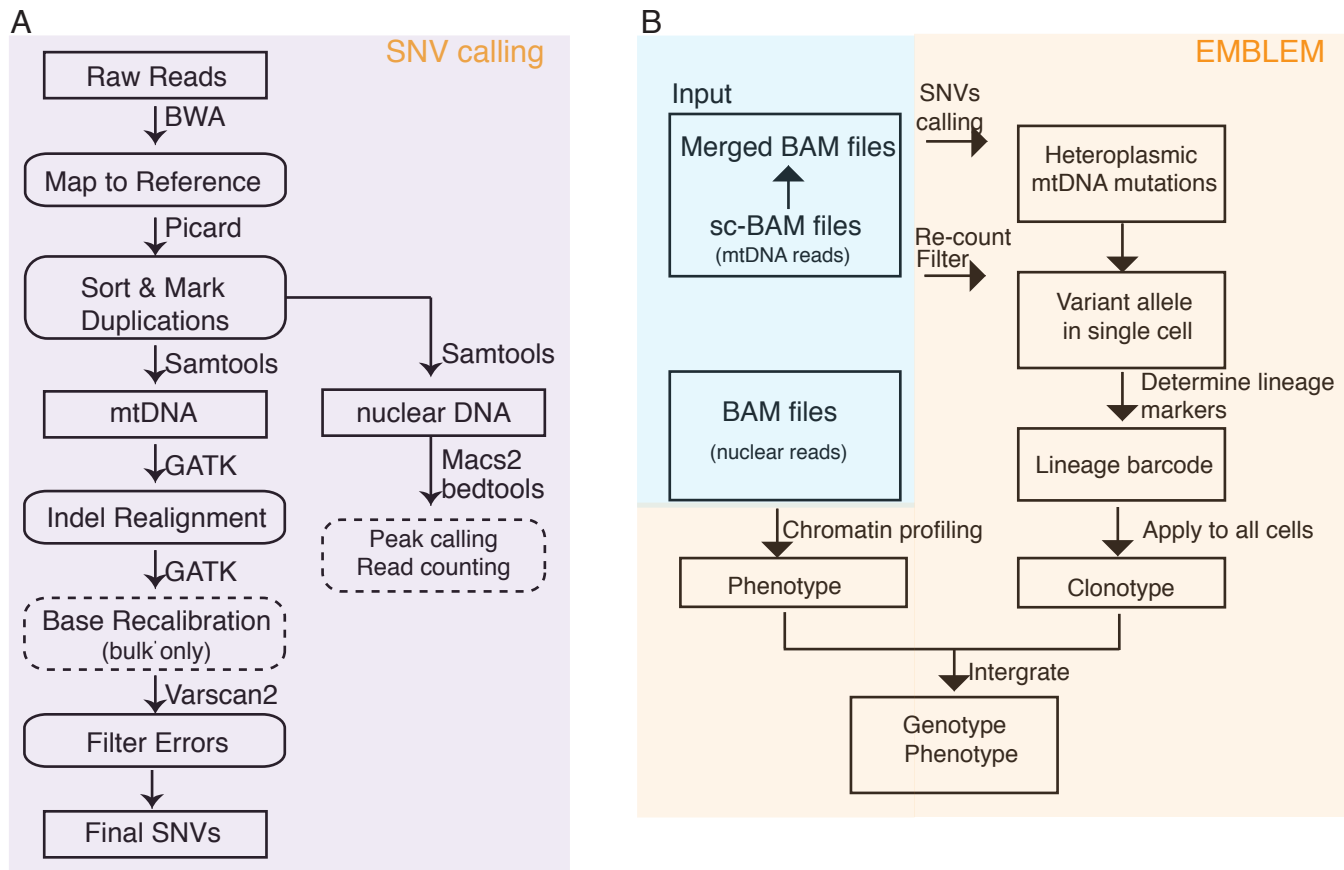 A
SNV calling
Raw Reads
BWA
Map to Reference
Picard
Sort & Mark
Duplications
Samtools
Samtools
mtDNA
nuclear DNA
GATK
Macs2
bedtools
Indel Realignment
Peak calling
Read counting
GATK
Base Recalibration
(bulk only)
Varscan2
Filter Errors
Final SNVs
B
EMBLEM
Input
SNVs
calling
Merged BAM files
sc-BAM files
(mtDNA reads)
Heteroplasmic
mtDNA mutations
Re-count
Filter
Variant allele
in single cell
Determine lineage
markers
BAM files
(nuclear reads)
Lineage barcode
Chromatin profiling
Apply to all cells
Phenotype
Clonotype
Intergrate
Genotype
Phenotype